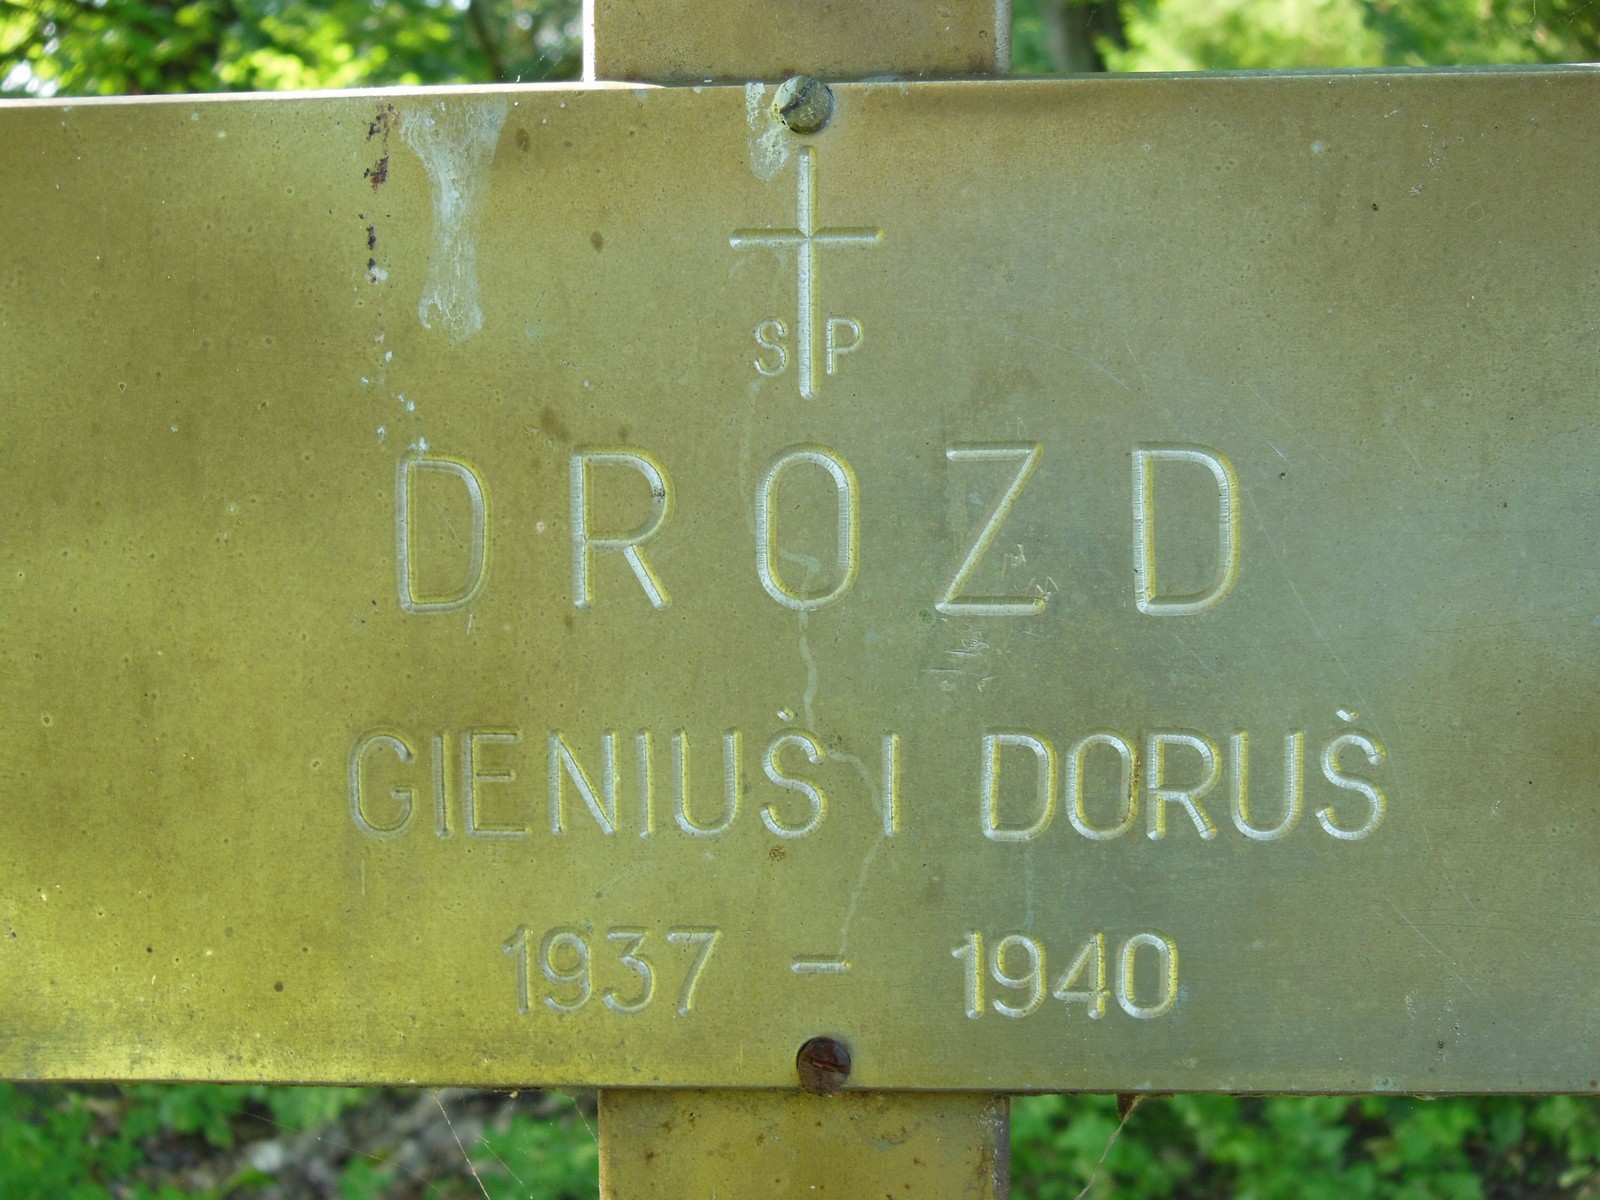 S P
DROZD
GIENIUŠ I DORUŠ
1937 – 1940